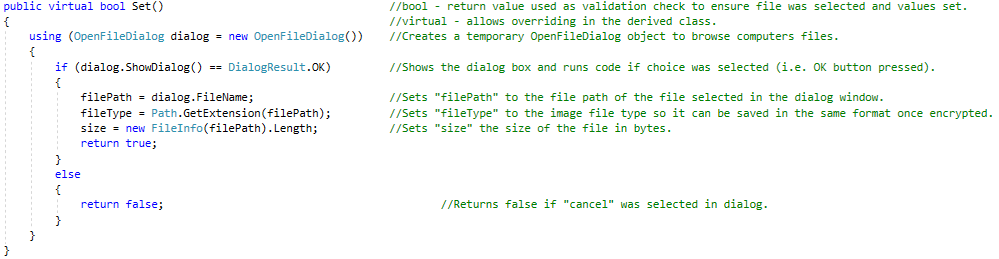 public virtual bool Set() //bool - return value used as validation check to ensure file was selected and values set.
{ //virtual - allows overriding in the derived class.
using (OpenFileDialog dialog = new OpenFileDialog()) //Creates a temporary OpenFileDialog object to browse computers files.
{
if (dialog.ShowDialog() == DialogResult.OK) //Shows the dialog box and runs code if choice was selected (i.e. OK button pressed).
{
filePath = dialog.FileName; //Sets "filePath" to the file path of the file selected in the dialog window.
fileType = Path.GetExtension(filePath); //Sets "fileType" to the image file type so it can be saved in the same format once encrypted.
size = new FileInfo(filePath).Length; //Sets "size" the size of the file in bytes.
return true;
}
else
{
return false; //Returns false if "cancel" was selected in dialog.
}
}
}